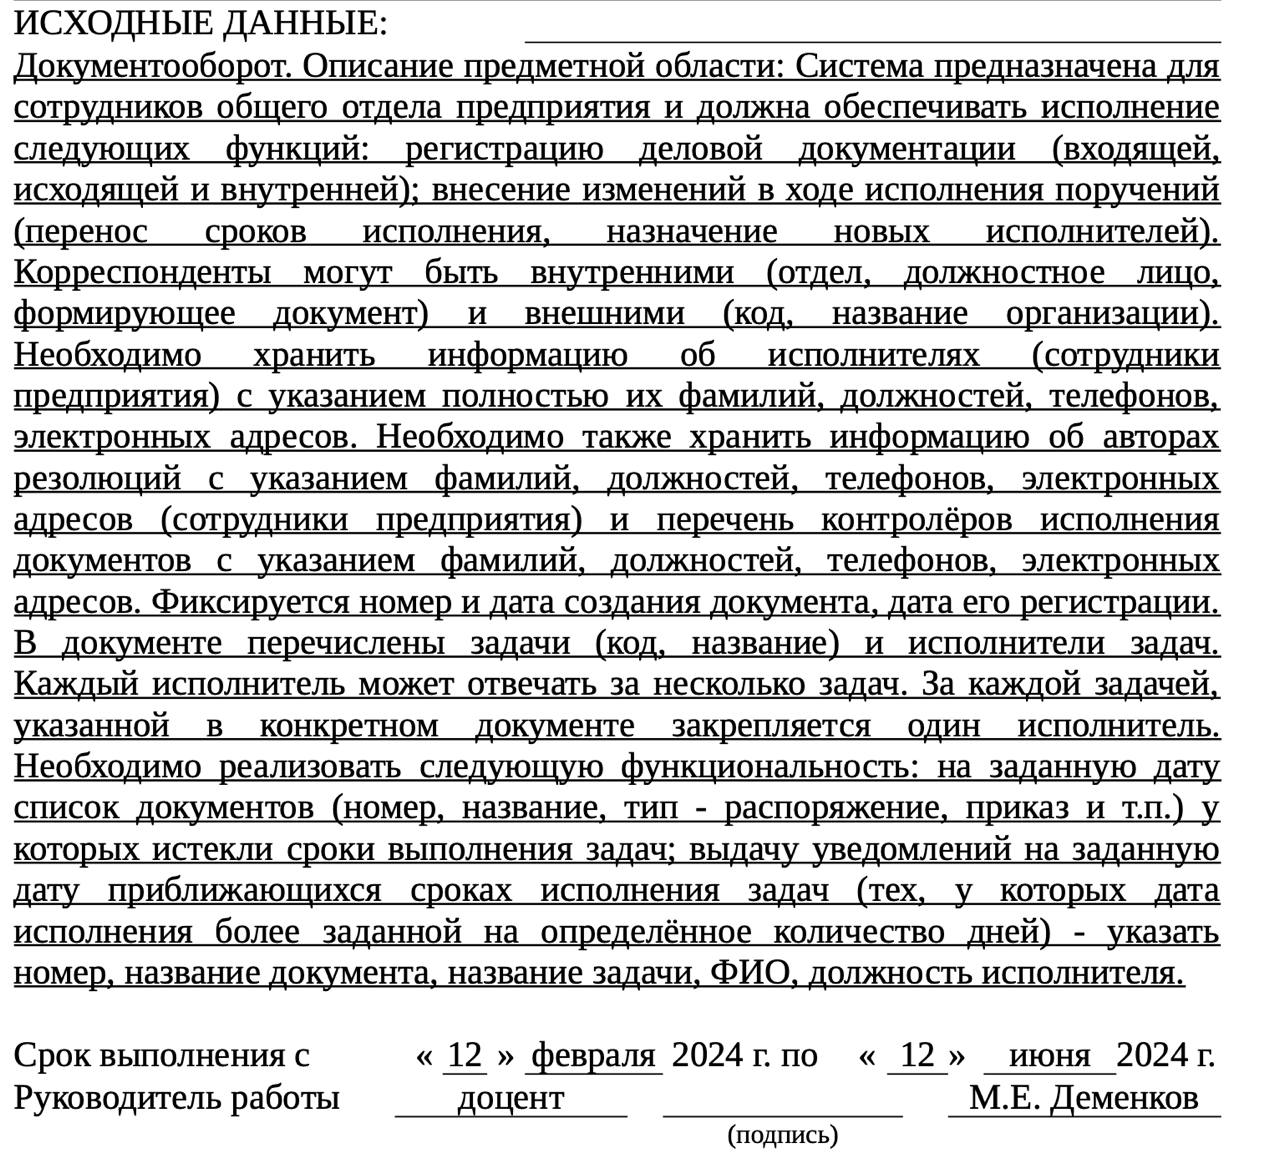 ИСХОДНЫЕ ДАННЫЕ:
Документооборот. Описание предметной области: Система предназначена для
сотрудников общего отдела предприятия и должна обеспечивать исполнение
следующих функций: регистрацию деловой документации (входящей,
исходящей и внутренней); внесение изменений в ходе исполнения поручений
(перенос сроков исполнения, назначение новых исполнителей).
Корреспонденты могут быть внутренними (отдел, должностное лицо,
формирующее документ) и внешними (код, название организации).
Необходимо хранить информацию об исполнителях (сотрудники
предприятия) с указанием полностью их фамилий, должностей, телефонов,
электронных адресов. Необходимо также хранить информацию об авторах
резолюций с указанием фамилий, должностей, телефонов, электронных
адресов (сотрудники предприятия) и перечень контролёров исполнения
документов с указанием фамилий, должностей, телефонов, электронных
адресов. Фиксируется номер и дата создания документа, дата его регистрации.
В документе перечислены задачи (код, название) и исполнители задач.
Каждый исполнитель может отвечать за несколько задач. За каждой задачей,
указанной в конкретном документе закрепляется один исполнитель.
Необходимо реализовать следующую функциональность: на заданную дату
список документов (номер, название, тип - распоряжение, приказ и т.п.) у
которых истекли сроки выполнения задач; выдачу уведомлений на заданную
дату приближающихся сроках исполнения задач (тех, у которых дата
исполнения более заданной на определённое количество дней) - указать
номер, название документа, название задачи, ФИО, должность исполнителя.
Срок выполнения с « 12 » февраля 2024 г. по « 12 » июня 2024 г.
Руководитель работы доцент М.Е. Деменков
(подпись)